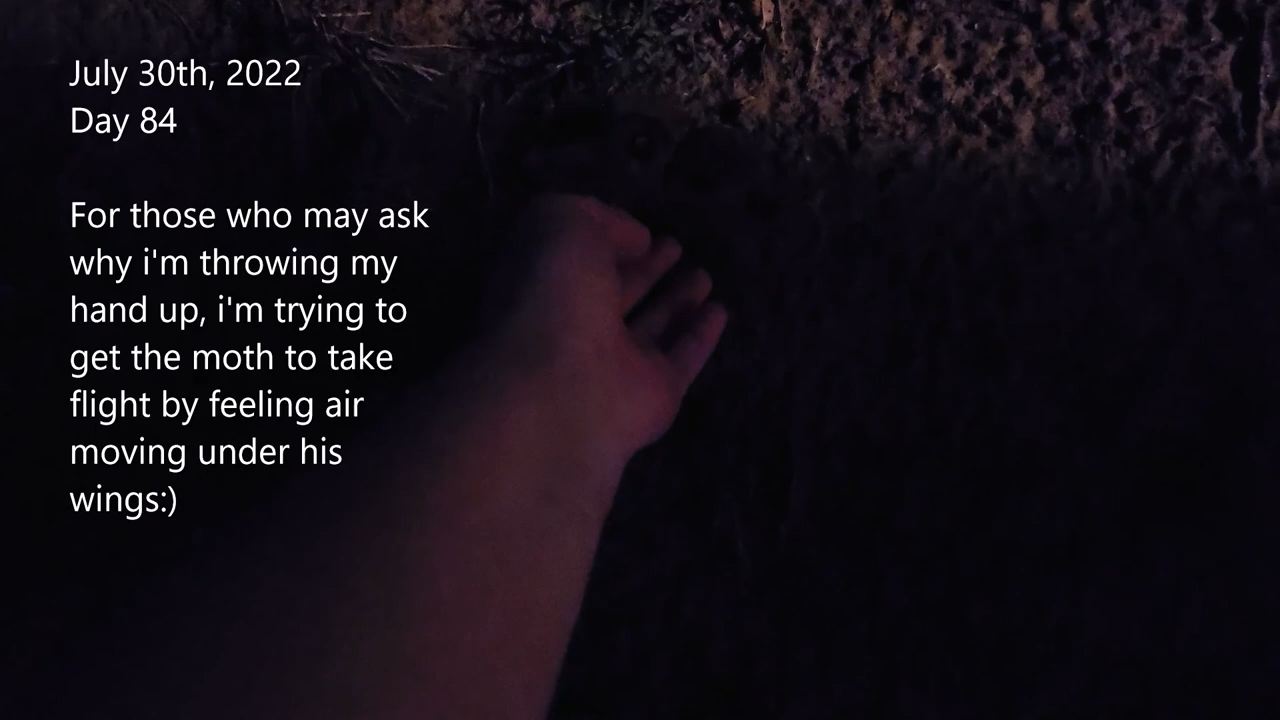 July 30th, 2022
Day 84
For those who may ask
why i'm throwing my
hand up, i'm trying to
get the moth to take
flight by feeling air
moving under his
wings:)